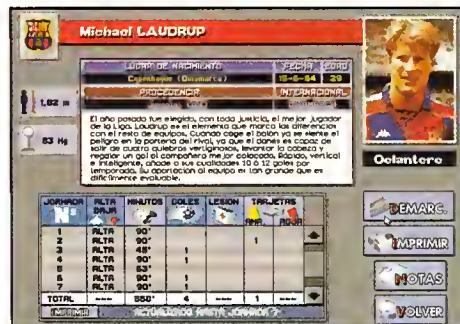 Michael LAUDRUP
LUGAR DE NACIMIENTO FECHA EDAD
Copenhague (Dinamarca) 15-6-64 29
PROCEDENCIA INTERNACIONAL
1,82 m
83 Kg
El año pasado fue elegido, con toda justicia, el mejor jugador
de la Liga. Laudrup es el elemento que marca las diferencias
con el resto de equipos. Cuando coge el balón ya se siente el
peligro en la portería del rival, ya que el danés es capaz de
salir de cuatro quiebros vertiginosos, levantar la cabeza y
regalar un gol al compañero mejor colocado. Rápido, vertical
e inteligente, añade a sus cualidades 10 ó 12 goles por
temporada. Su aportación al equipo es tan grande que es
difícilmente evaluable.
Delantero
JORNADA ALTA MINUTOS GOLES LESION TARJETAS
Nº BAJA AMA. ROJA
1 ALTA 90'
2 ALTA 90' 1
3 ALTA 45' 1
4 ALTA 90' 1
5 ALTA 53'
6 ALTA 90' 1
7 ALTA 90' 1
TOTAL --- 550' 4 --- 1 ---
IMPRIMIR ACTUALIZADO HASTA JORNADA 7
DEMARC.
IMPRIMIR
NOTAS
VOLVER